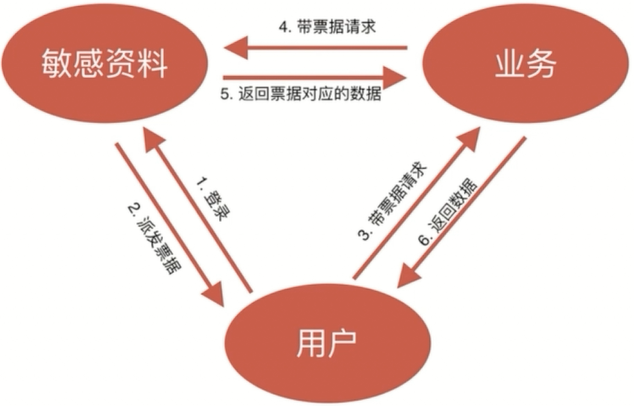 4. 带票据请求
敏感资料
业务
5. 返回票据对应的数据
1. 登录
2. 派发票据
3. 带票据请求
6. 返回数据
用户